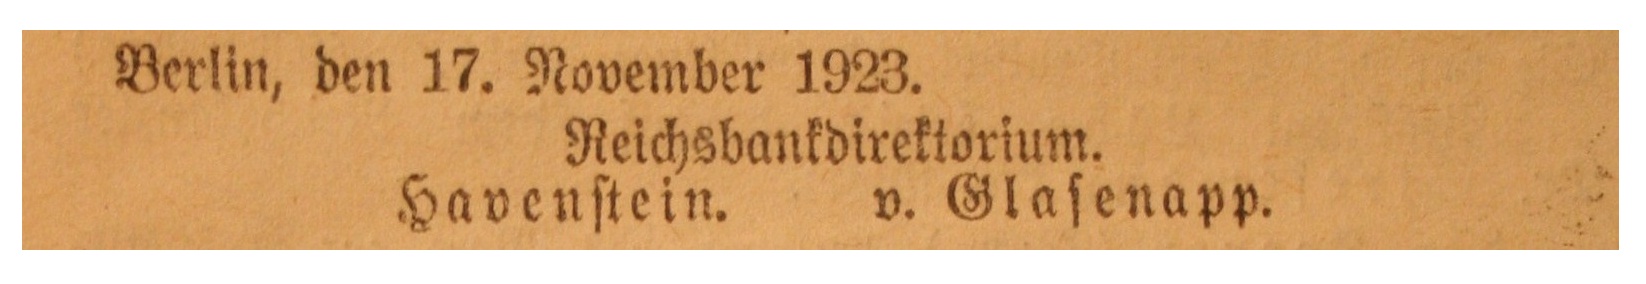 Berlin, den 17. November 1923.
Reichsbankdirektorium.
Havenſtein. v. Glaſenapp.